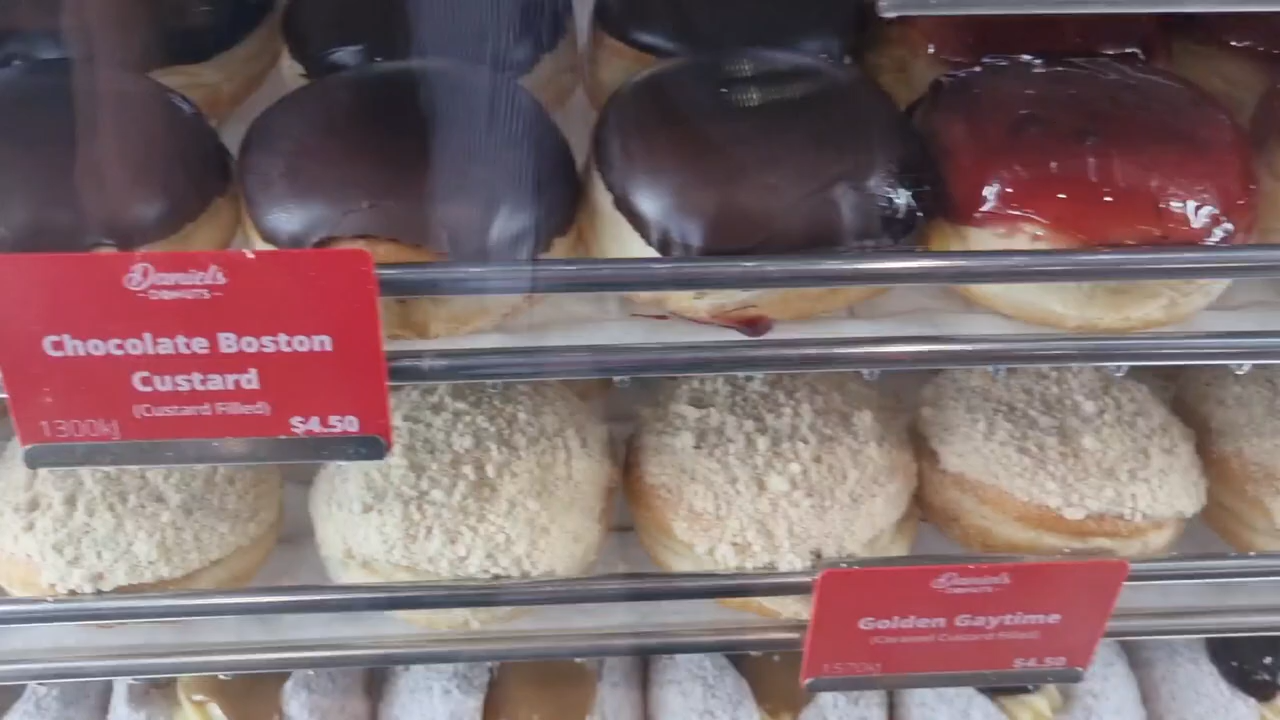 Daniel's
DONUTS
Chocolate Boston
Custard
(Custard Filled)
1300kj $4.50
Daniel's
DONUTS
Golden Gaytime
(Caramel Custard Filled)
1570kj $4.50